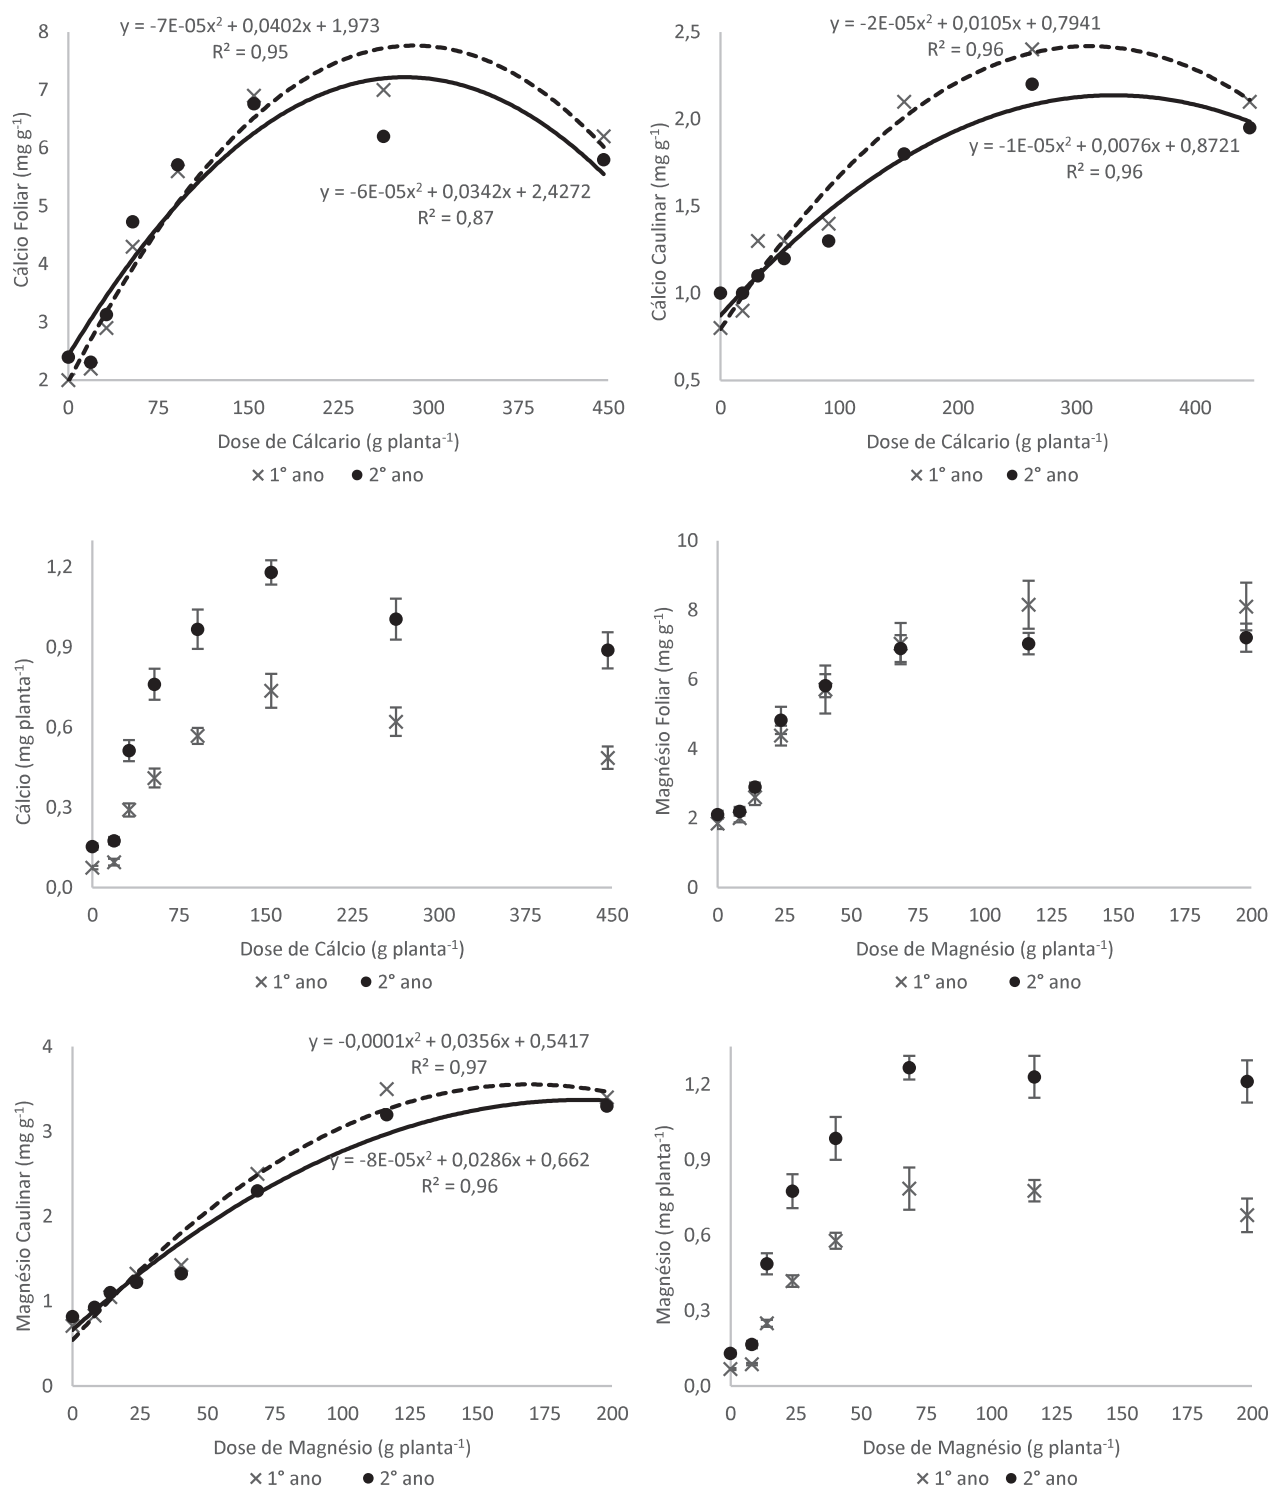 y = -7E-05x² + 0,0402x + 1,973
R² = 0,95
8
7
6
5
4
3
2
Cálcio Foliar (mg g⁻¹)
y = -6E-05x² + 0,0342x + 2,4272
R² = 0,87
0 75 150 225 300 375 450
Dose de Cálcario (g planta⁻¹)
1° ano 2° ano
y = -2E-05x² + 0,0105x + 0,7941
R² = 0,96
2,5
2,0
1,5
1,0
0,5
Cálcio Caulinar (mg g⁻¹)
y = -1E-05x² + 0,0076x + 0,8721
R² = 0,96
0 100 200 300 400
Dose de Cálcario (g planta⁻¹)
1° ano 2° ano
1,2
0,9
0,6
0,3
0,0
Cálcio (mg planta⁻¹)
0 75 150 225 300 375 450
Dose de Cálcio (g planta⁻¹)
1° ano 2° ano
10
8
6
4
2
0
Magnésio Foliar (mg g⁻¹)
0 25 50 75 100 125 150 175 200
Dose de Magnésio (g planta⁻¹)
1° ano 2° ano
y = -0,0001x² + 0,0356x + 0,5417
R² = 0,97
4
3
2
1
0
Magnésio Caulinar (mg g⁻¹)
y = -8E-05x² + 0,0286x + 0,662
R² = 0,96
0 25 50 75 100 125 150 175 200
Dose de Magnésio (g planta⁻¹)
1° ano 2° ano
1,2
0,9
0,6
0,3
0,0
Magnésio (mg planta⁻¹)
0 25 50 75 100 125 150 175 200
Dose de Magnésio (g planta⁻¹)
1° ano 2° ano